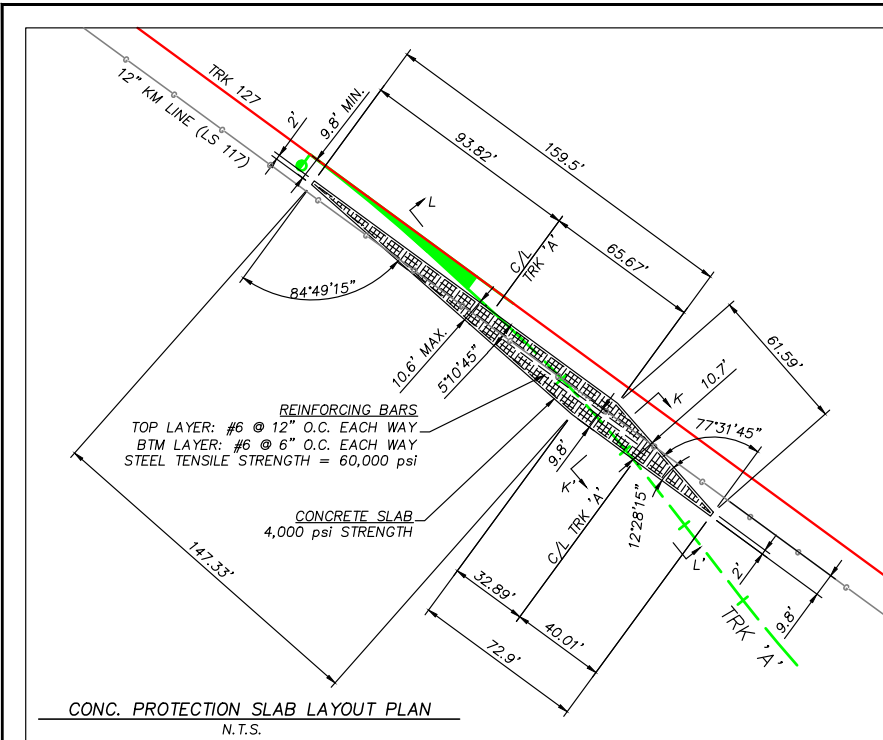 TRK 127
12" KM LINE (LS 117)
2'
9.8' MIN.
93.82'
159.5'
L
C/L
TRK 'A'
65.67'
84°49'15"
10.6' MAX.
5°10'45"
61.59'
K
10.7'
77°31'45"
REINFORCING BARS
TOP LAYER: #6 @ 12" O.C. EACH WAY
BTM LAYER: #6 @ 6" O.C. EACH WAY
STEEL TENSILE STRENGTH = 60,000 psi
9.8'
K'
CONCRETE SLAB
4,000 psi STRENGTH
C/L TRK 'A'
12°28'15"
L'
2'
9.8'
147.33'
32.89'
40.01'
72.9'
TRK 'A'
CONC. PROTECTION SLAB LAYOUT PLAN
N.T.S.